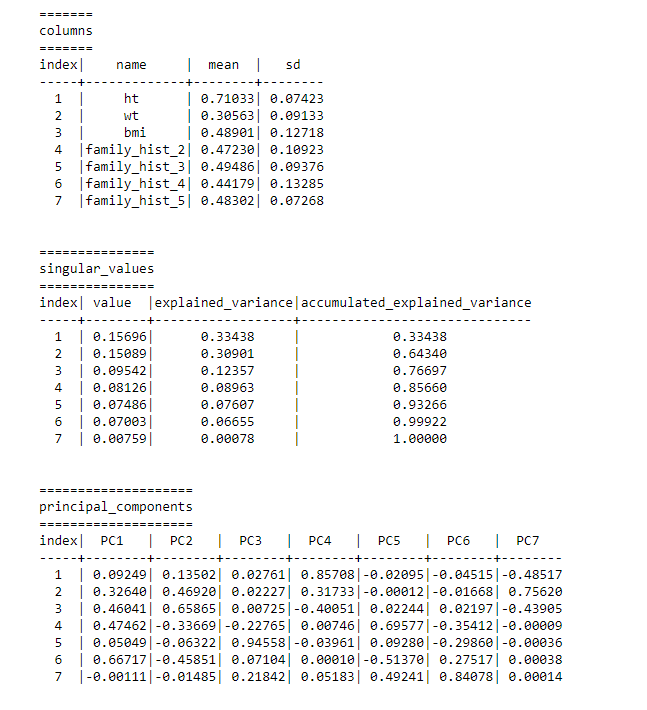 =======
columns
=======
index|    name     |  mean  |   sd
-----+-------------+--------+--------
  1  |     ht      | 0.71033| 0.07423
  2  |     wt      | 0.30563| 0.09133
  3  |     bmi     | 0.48901| 0.12718
  4  |family_hist_2| 0.47230| 0.10923
  5  |family_hist_3| 0.49486| 0.09376
  6  |family_hist_4| 0.44179| 0.13285
  7  |family_hist_5| 0.48302| 0.07268
===============
singular_values
===============
index| value  |explained_variance|accumulated_explained_variance
-----+--------+------------------+------------------------------
  1  | 0.15696|      0.33438     |            0.33438
  2  | 0.15089|      0.30901     |            0.64340
  3  | 0.09542|      0.12357     |            0.76697
  4  | 0.08126|      0.08963     |            0.85660
  5  | 0.07486|      0.07607     |            0.93266
  6  | 0.07003|      0.06655     |            0.99922
  7  | 0.00759|      0.00078     |            1.00000
====================
principal_components
====================
index|  PC1   |  PC2   |  PC3   |  PC4   |  PC5   |  PC6   |  PC7
-----+--------+--------+--------+--------+--------+--------+--------
  1  | 0.09249| 0.13502| 0.02761| 0.85708|-0.02095|-0.04515|-0.48517
  2  | 0.32640| 0.46920| 0.02227| 0.31733|-0.00012|-0.01668| 0.75620
  3  | 0.46041| 0.65865| 0.00725|-0.40051| 0.02244| 0.02197|-0.43905
  4  | 0.47462|-0.33669|-0.22765| 0.00746| 0.69577|-0.35412|-0.00009
  5  | 0.05049|-0.06322| 0.94558|-0.03961| 0.09280|-0.29860|-0.00036
  6  | 0.66717|-0.45851| 0.07104| 0.00010|-0.51370| 0.27517| 0.00038
  7  |-0.00111|-0.01485| 0.21842| 0.05183| 0.49241| 0.84078| 0.00014